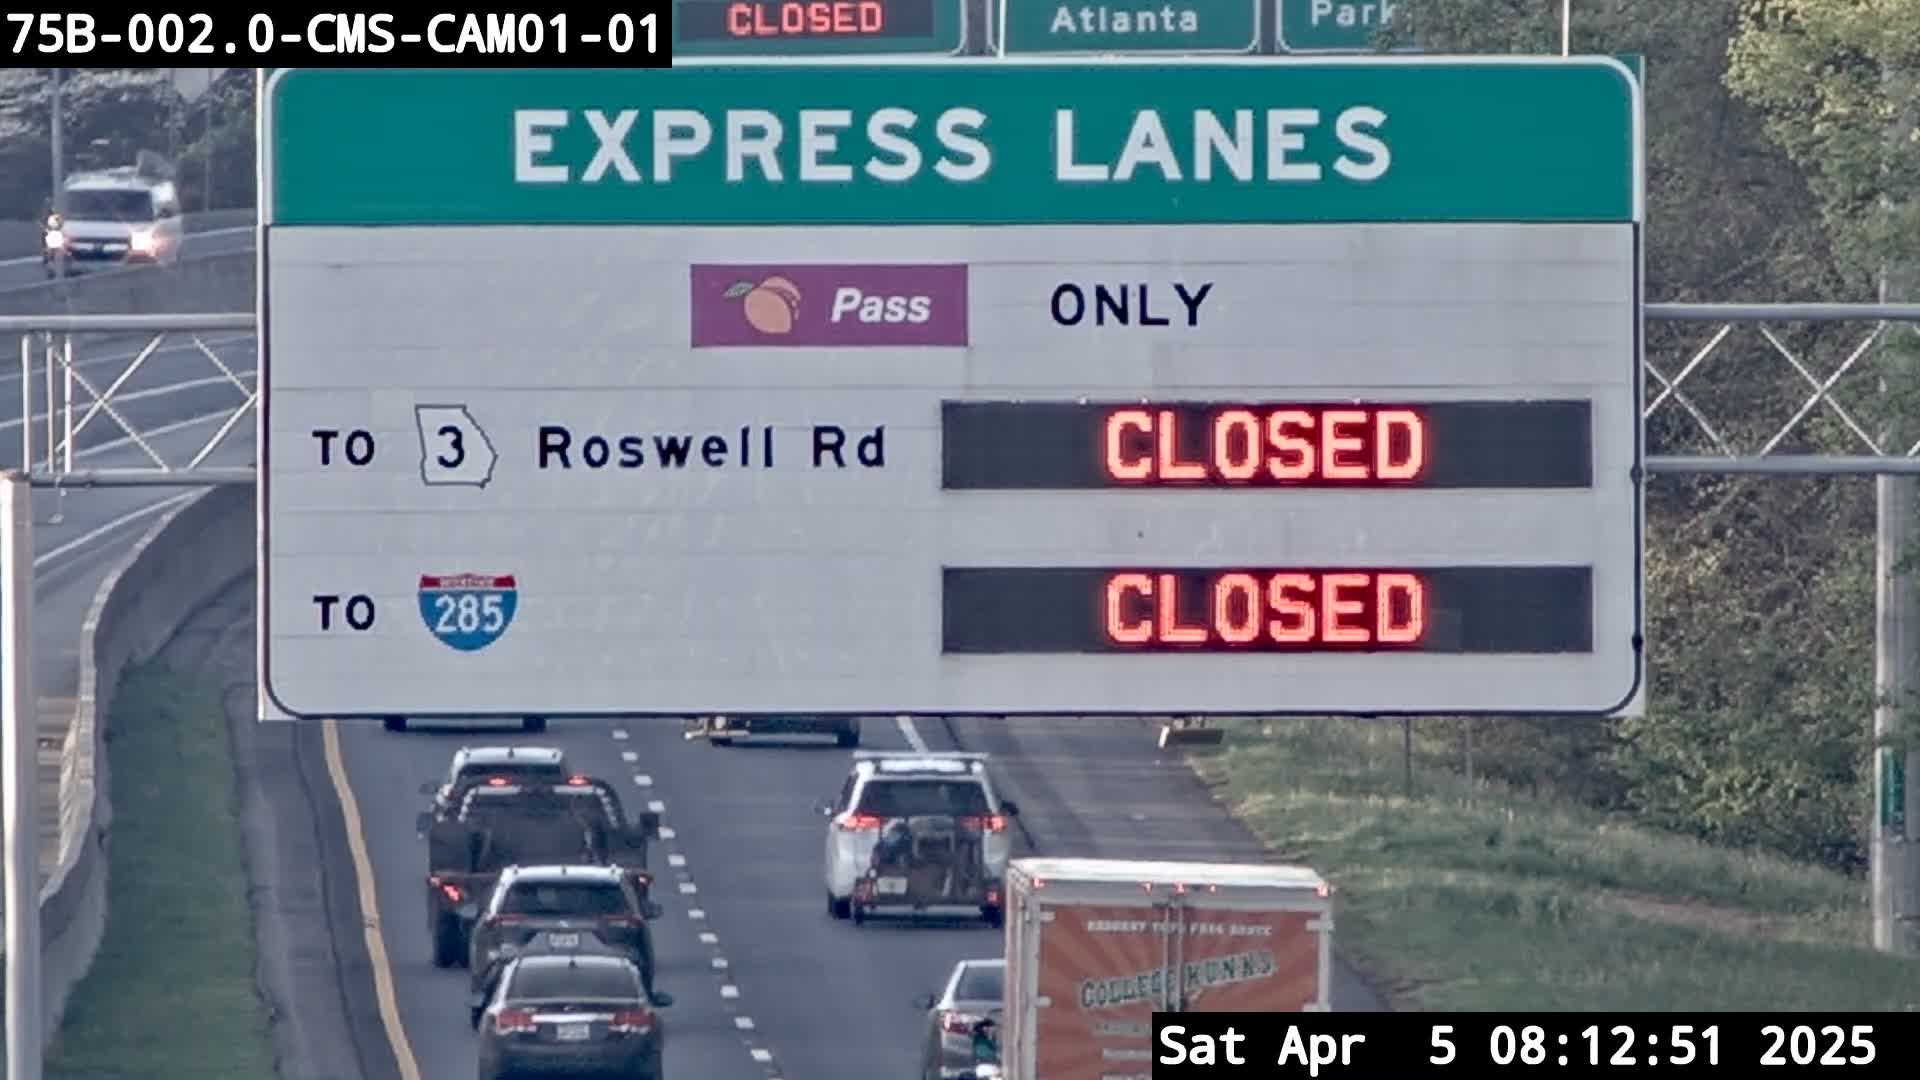 75B-002.0-CMS-CAM01-01
CLOSED
Atlanta
Park
EXPRESS LANES
Pass ONLY
TO 3 Roswell Rd CLOSED
TO 285 CLOSED
COLLEGE HUNKS
Sat Apr 5 08:12:51 2025